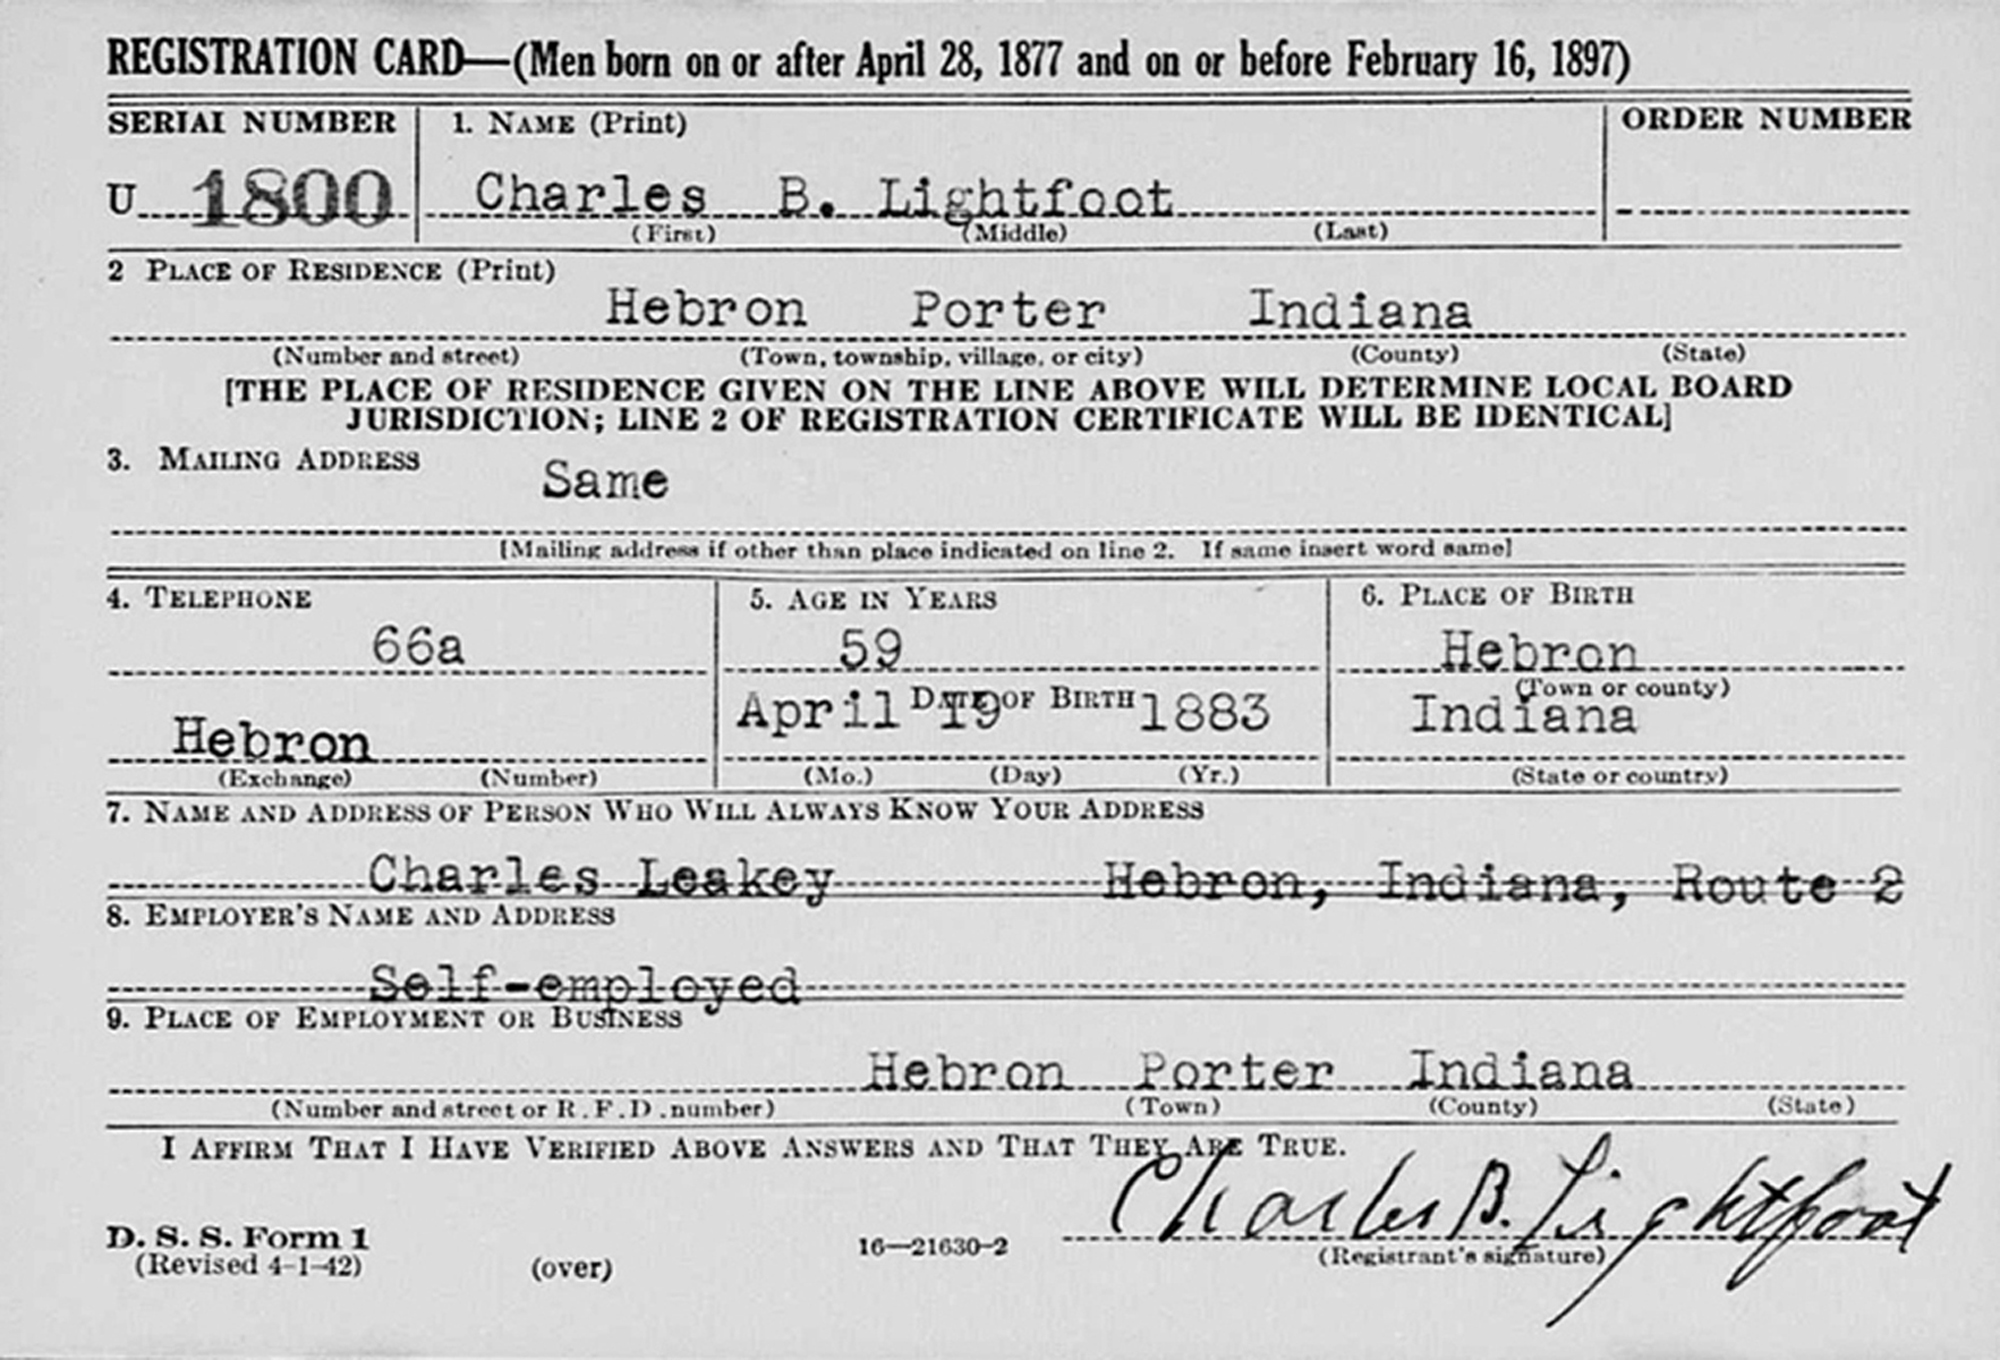 REGISTRATION CARD—(Men born on or after April 28, 1877 and on or before February 16, 1897)
SERIAL NUMBER 1. NAME (Print) ORDER NUMBER
U 1800 Charles B. Lightfoot
(First) (Middle) (Last)
2 PLACE OF RESIDENCE (Print)
Hebron Porter Indiana
(Number and street) (Town, township, village, or city) (County) (State)
[THE PLACE OF RESIDENCE GIVEN ON THE LINE ABOVE WILL DETERMINE LOCAL BOARD
JURISDICTION; LINE 2 OF REGISTRATION CERTIFICATE WILL BE IDENTICAL]
3. MAILING ADDRESS
Same
[Mailing address if other than place indicated on line 2. If same insert word same]
4. TELEPHONE 5. AGE IN YEARS 6. PLACE OF BIRTH
66a 59 Hebron
DATE OF BIRTH (Town or county)
Hebron April 19 1883 Indiana
(Exchange) (Number) (Mo.) (Day) (Yr.) (State or country)
7. NAME AND ADDRESS OF PERSON WHO WILL ALWAYS KNOW YOUR ADDRESS
Charles Leakey Hebron, Indiana, Route 2
8. EMPLOYER'S NAME AND ADDRESS
Self-employed
9. PLACE OF EMPLOYMENT OR BUSINESS
Hebron Porter Indiana
(Number and street or R.F.D. number) (Town) (County) (State)
I AFFIRM THAT I HAVE VERIFIED ABOVE ANSWERS AND THAT THEY ARE TRUE.
Charles B. Lightfoot
D. S. S. Form 1
(Revised 4-1-42) (over) 16—21630-2 (Registrant's signature)